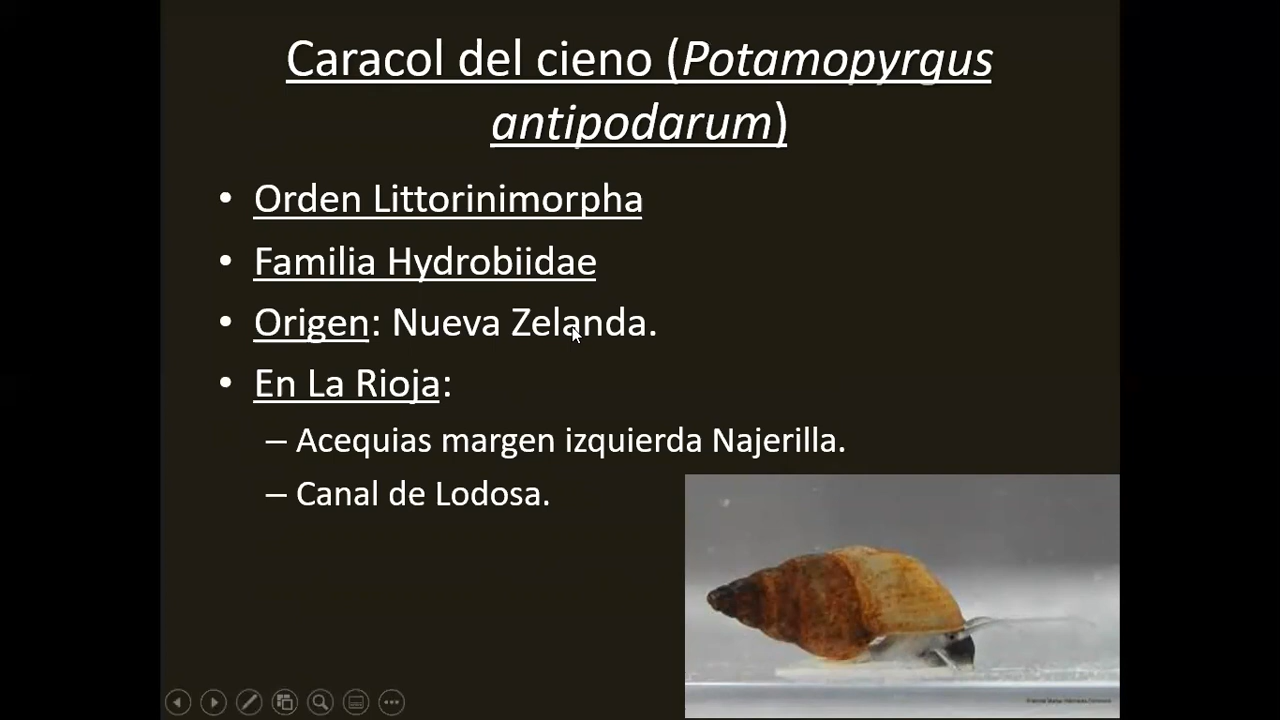 Caracol del cieno (Potamopyrgus
antipodarum)
• Orden Littorinimorpha
• Familia Hydrobiidae
• Origen: Nueva Zelanda.
• En La Rioja:
– Acequias margen izquierda Najerilla.
– Canal de Lodosa.